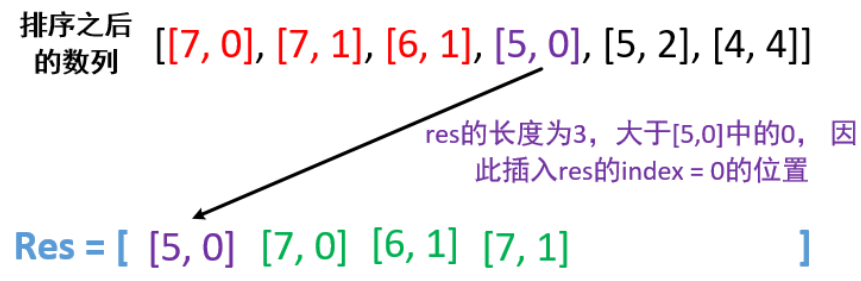 排序之后
的数列
[[7, 0], [7, 1], [6, 1], [5, 0], [5, 2], [4, 4]]
res的长度为3，大于[5,0]中的0， 因
此插入res的index = 0的位置
Res = [ [5, 0] [7, 0] [6, 1] [7, 1] ]